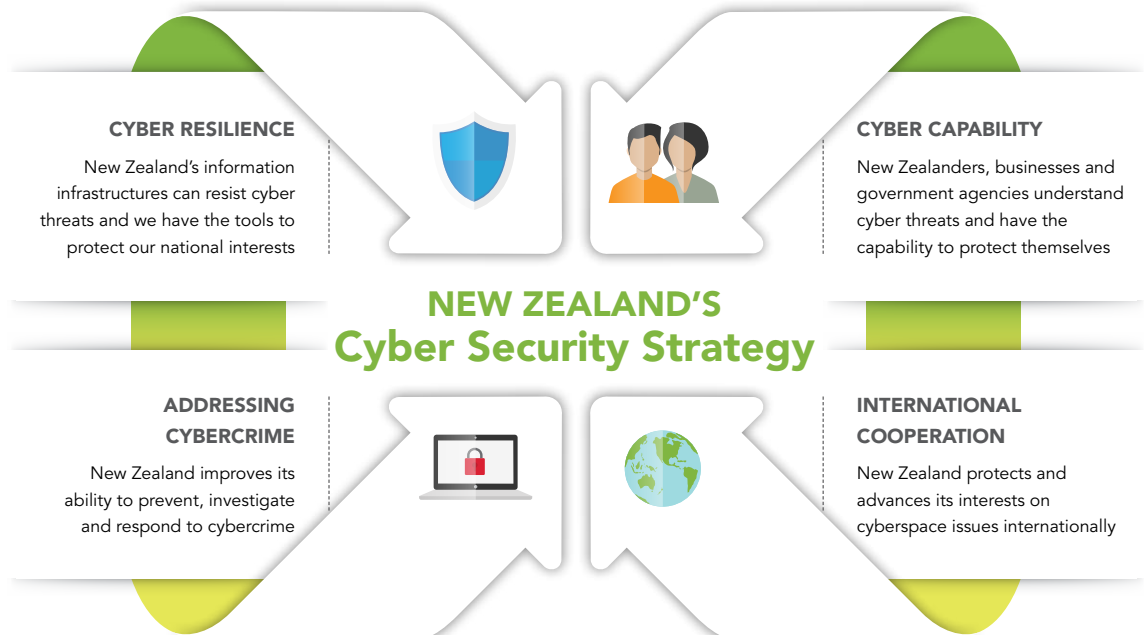 CYBER RESILIENCE
New Zealand’s information
infrastructures can resist cyber
threats and we have the tools to
protect our national interests
CYBER CAPABILITY
New Zealanders, businesses and
government agencies understand
cyber threats and have the
capability to protect themselves
NEW ZEALAND’S
Cyber Security Strategy
ADDRESSING
CYBERCRIME
New Zealand improves its
ability to prevent, investigate
and respond to cybercrime
INTERNATIONAL
COOPERATION
New Zealand protects and
advances its interests on
cyberspace issues internationally